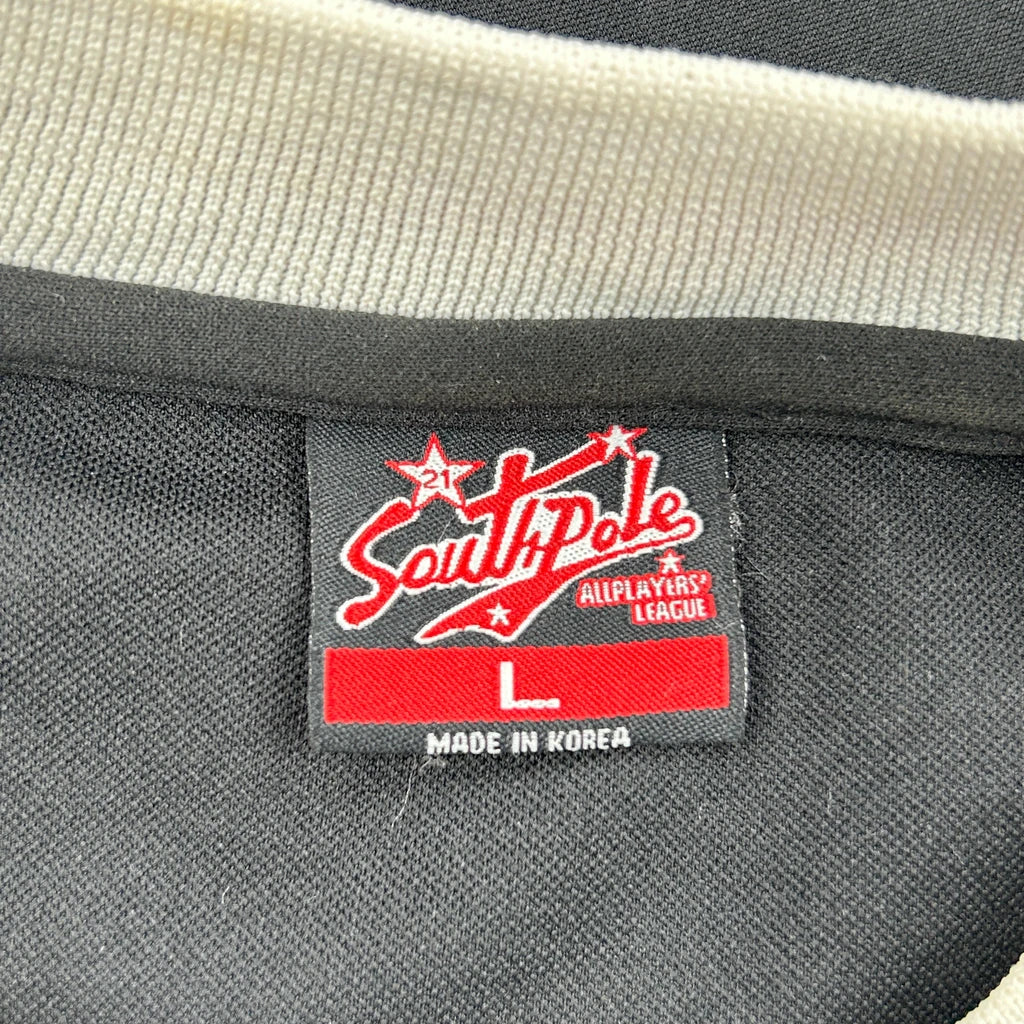 21
SouthPole
ALLPLAYERS'
LEAGUE
L
MADE IN KOREA